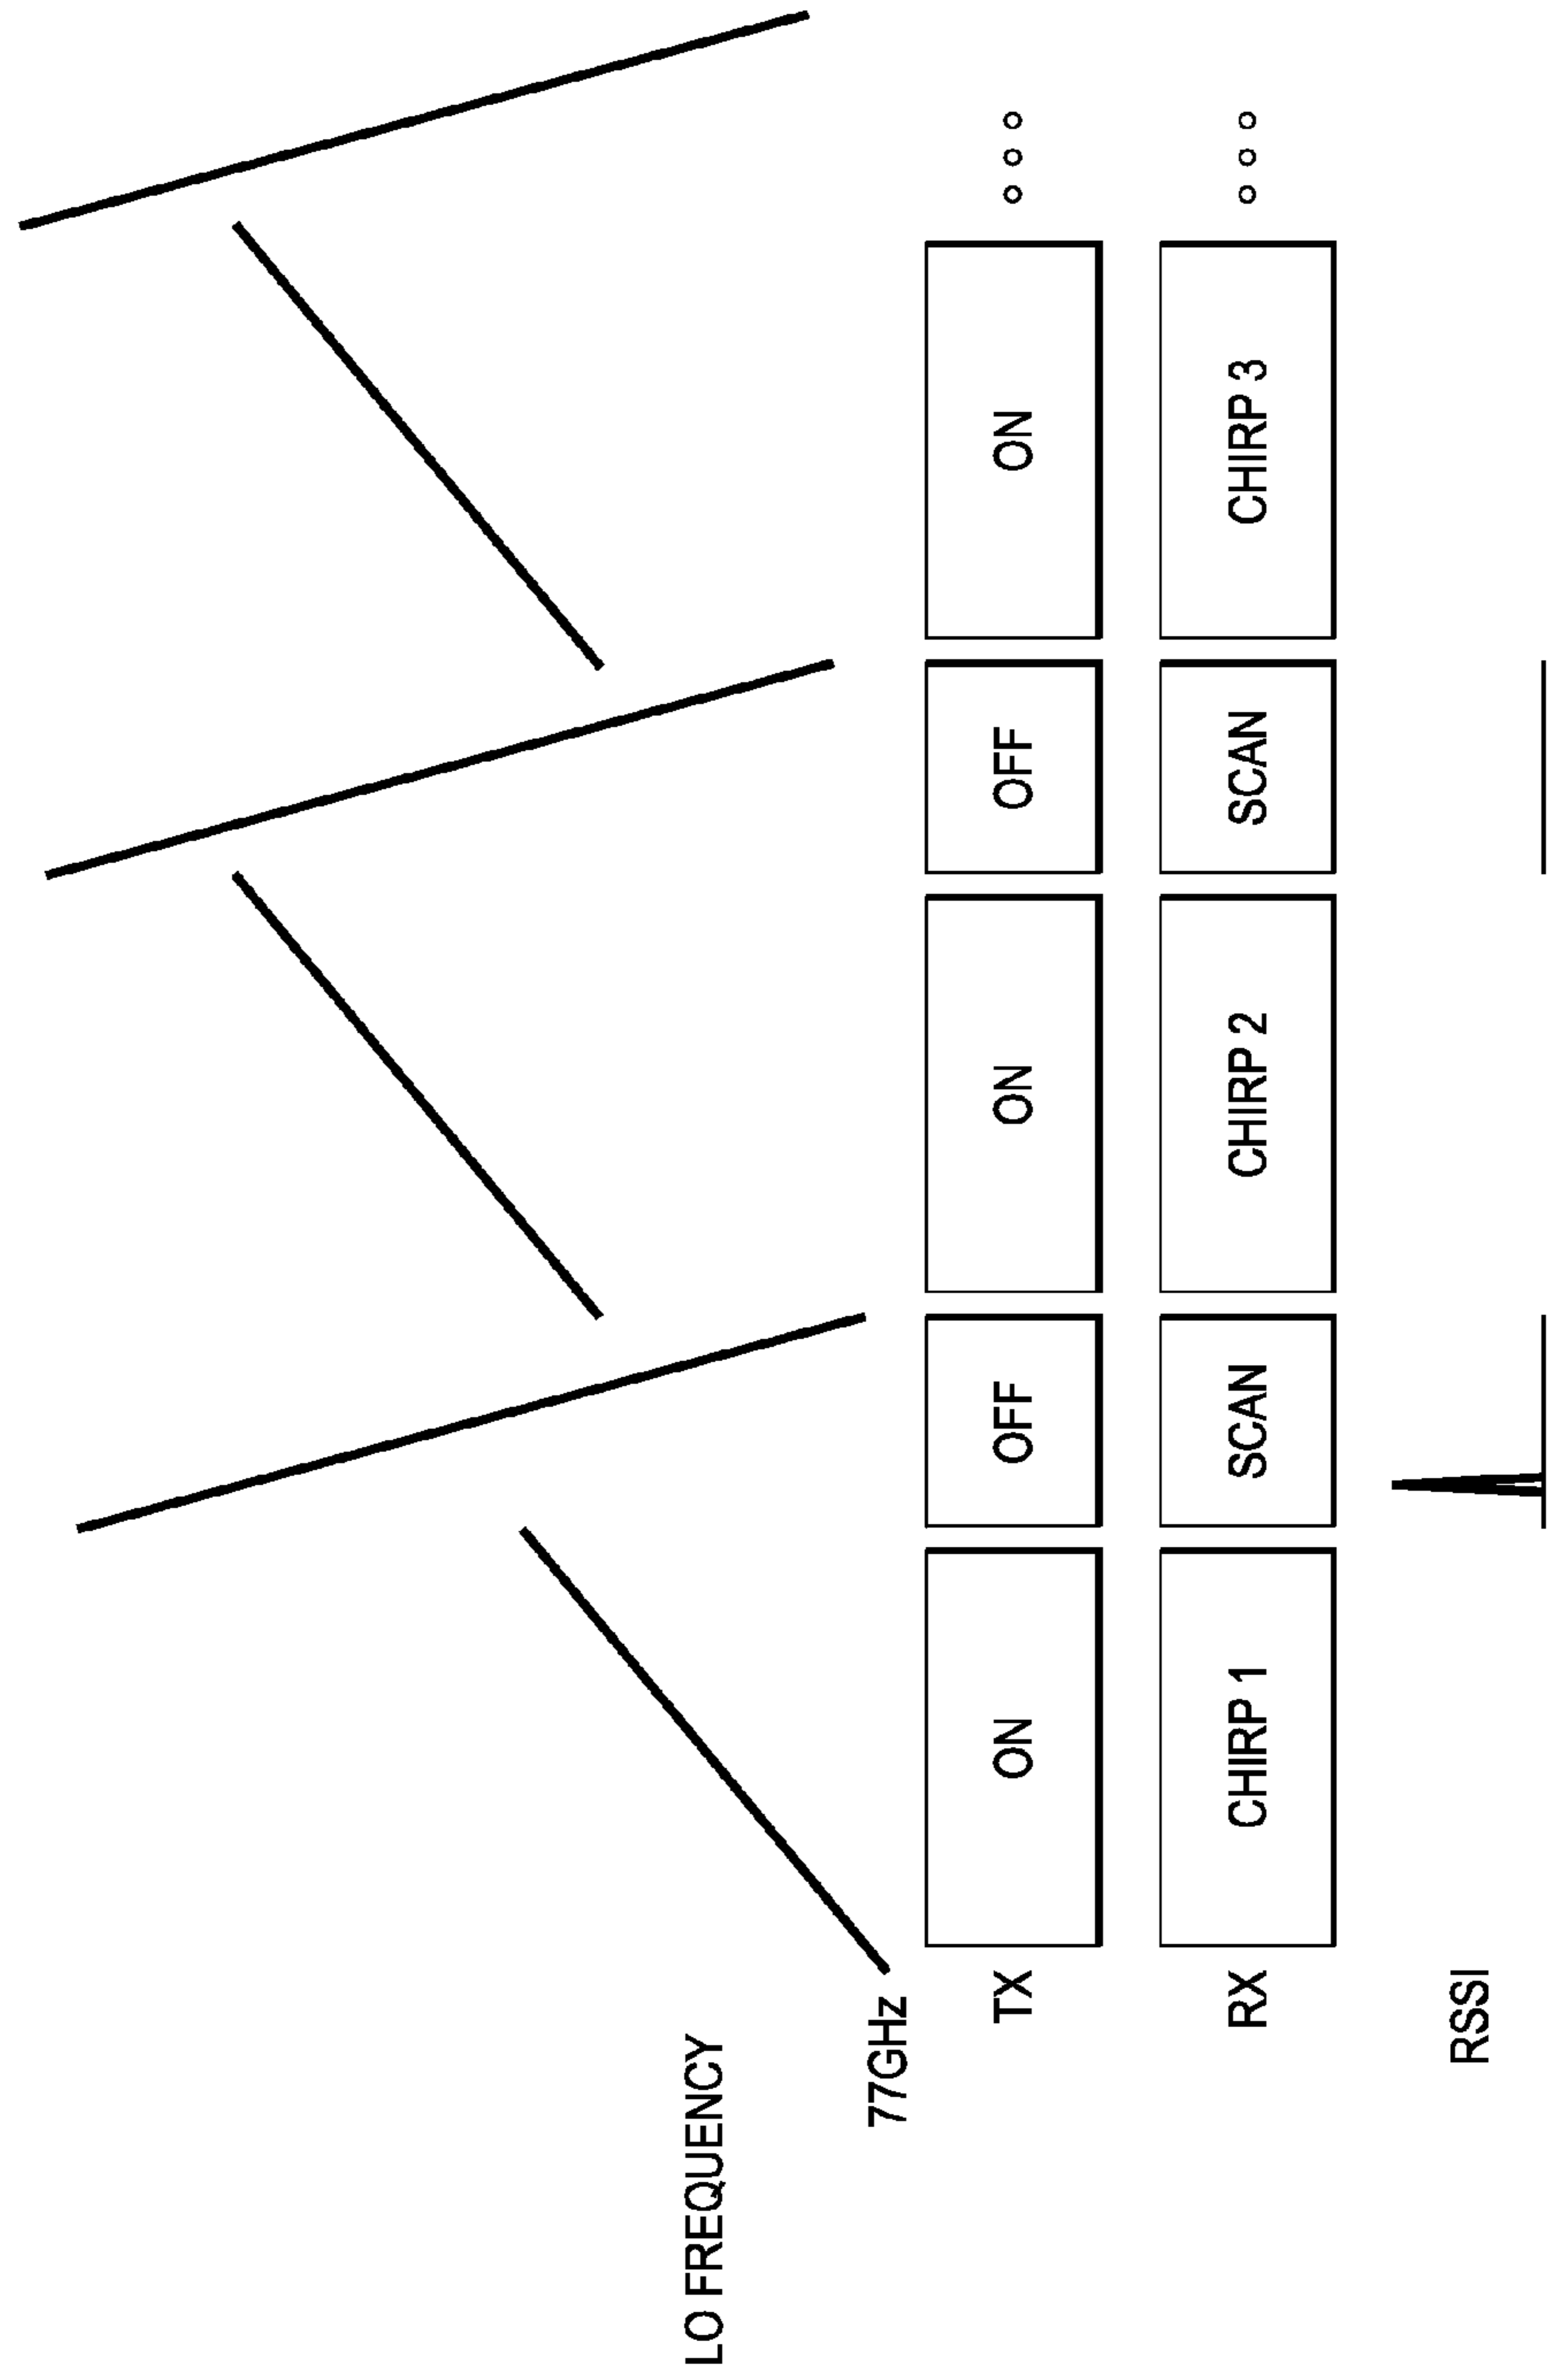 LO FREQUENCY
77GHz
TX ON OFF ON OFF ON
RX CHIRP 1 SCAN CHIRP 2 SCAN CHIRP 3
RSSI